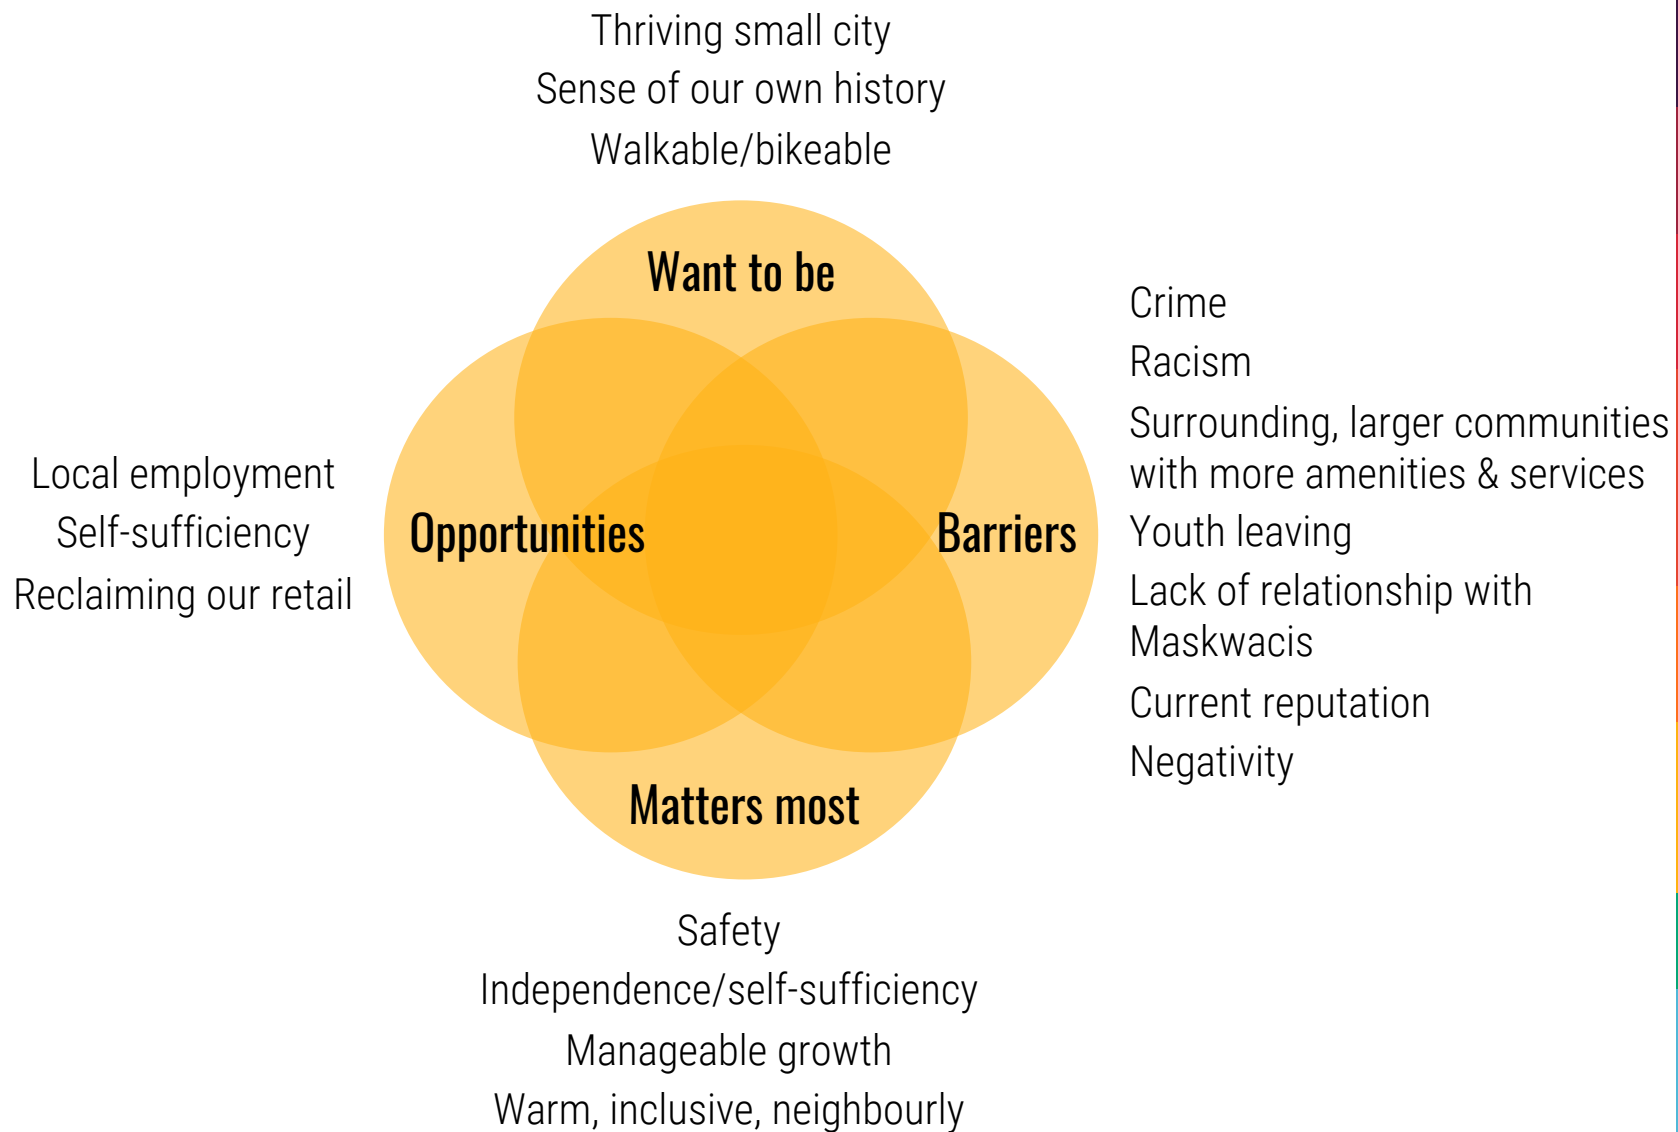 Thriving small city
Sense of our own history
Walkable/bikeable
Want to be
Opportunities
Barriers
Matters most
Local employment
Self-sufficiency
Reclaiming our retail
Crime
Racism
Surrounding, larger communities
with more amenities & services
Youth leaving
Lack of relationship with
Maskwacis
Current reputation
Negativity
Safety
Independence/self-sufficiency
Manageable growth
Warm, inclusive, neighbourly